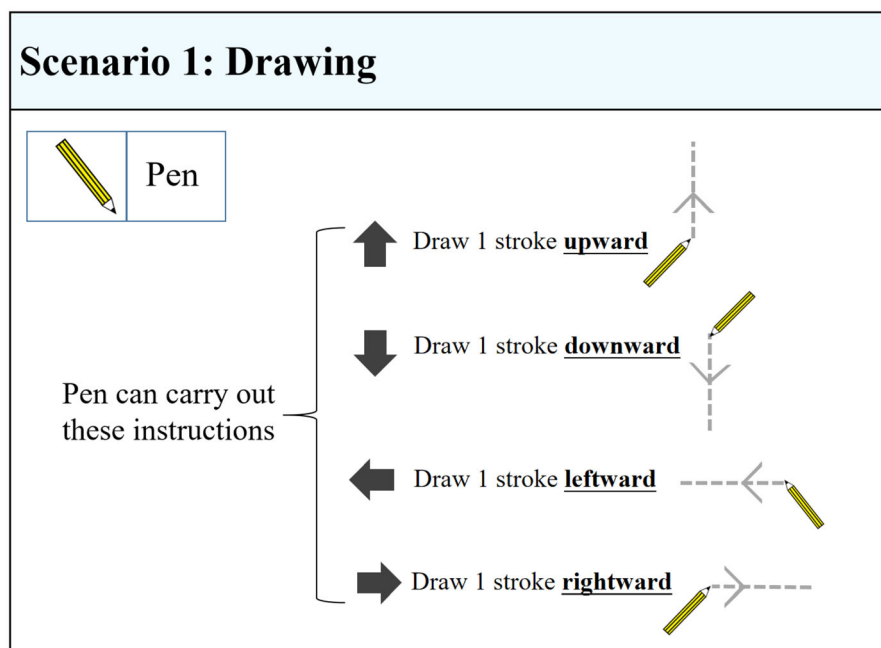 Scenario 1: Drawing
Pen
Draw 1 stroke upward
Draw 1 stroke downward
Pen can carry out
these instructions
Draw 1 stroke leftward
Draw 1 stroke rightward